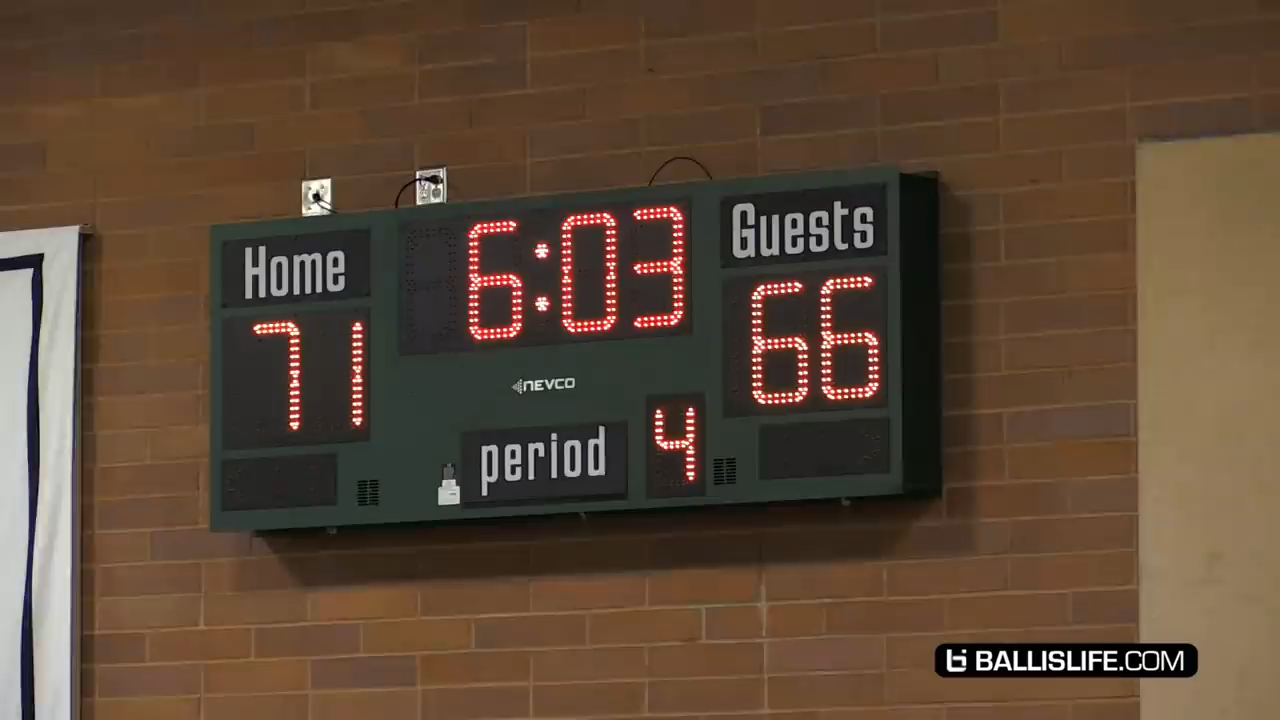 Home
6:03
Guests
71
66
NEVCO
period
4
BALLISLIFE.COM